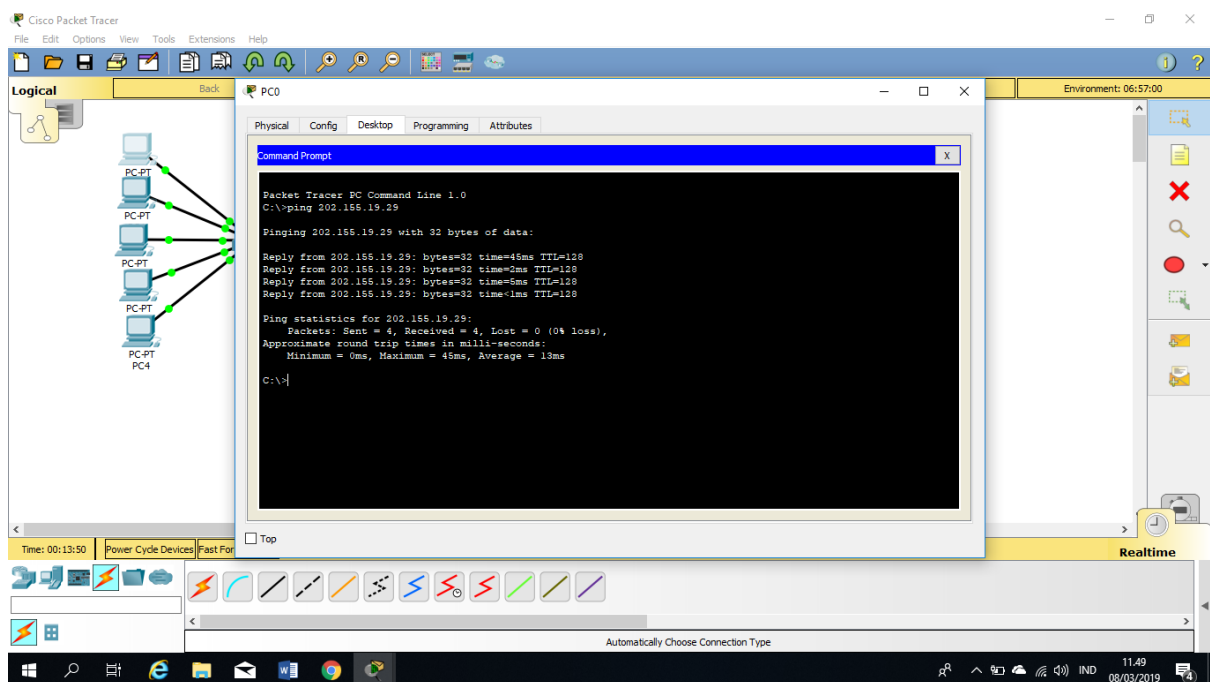 Cisco Packet Tracer
File Edit Options View Tools Extensions Help
Logical
Back
Environment: 06:57:00
PC0
Physical Config Desktop Programming Attributes
Command Prompt
X
Packet Tracer PC Command Line 1.0
C:\>ping 202.155.19.29
Pinging 202.155.19.29 with 32 bytes of data:
Reply from 202.155.19.29: bytes=32 time=45ms TTL=128
Reply from 202.155.19.29: bytes=32 time=2ms TTL=128
Reply from 202.155.19.29: bytes=32 time=5ms TTL=128
Reply from 202.155.19.29: bytes=32 time<1ms TTL=128
Ping statistics for 202.155.19.29:
Packets: Sent = 4, Received = 4, Lost = 0 (0% loss),
Approximate round trip times in milli-seconds:
Minimum = 0ms, Maximum = 45ms, Average = 13ms
C:\>
PC-PT
PC-PT
PC-PT
PC-PT
PC-PT
PC4
Top
Time: 00:13:50 Power Cycle Devices Fast For
Realtime
Automatically Choose Connection Type
IND
11.49
08/03/2019